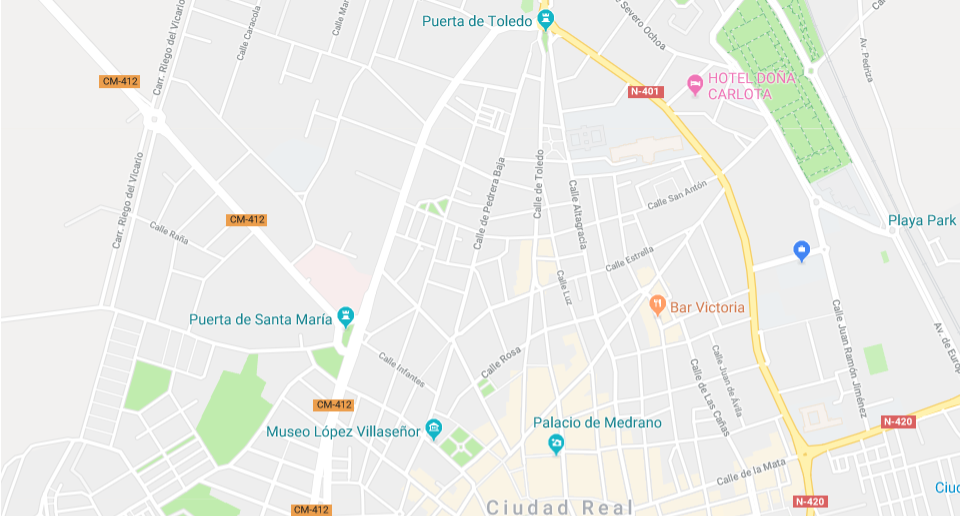 Puerta de Toledo
Calle Severo Ochoa
Carr. Riego del Vicario
Calle Caracola
Av. Pedriza
CM-412
HOTEL DOÑA
CARLOTA
N-401
Carr. Riego del Vicario
Calle de Pedrera Baja
Calle de Toledo
Calle Altagracia
Calle San Antón
CM-412
Calle Raña
Playa Park
Calle Estrella
Calle Luz
Bar Victoria
Puerta de Santa María
Calle Juan Ramón Jiménez
Av. de Europ
Calle Infantes
Calle Rosa
Calle de Las Cañas
Calle Juan de Ávila
CM-412
Museo López Villaseñor
Palacio de Medrano
N-420
Calle de la Mata
Ciud
CM-412
Ciudad Real
N-420